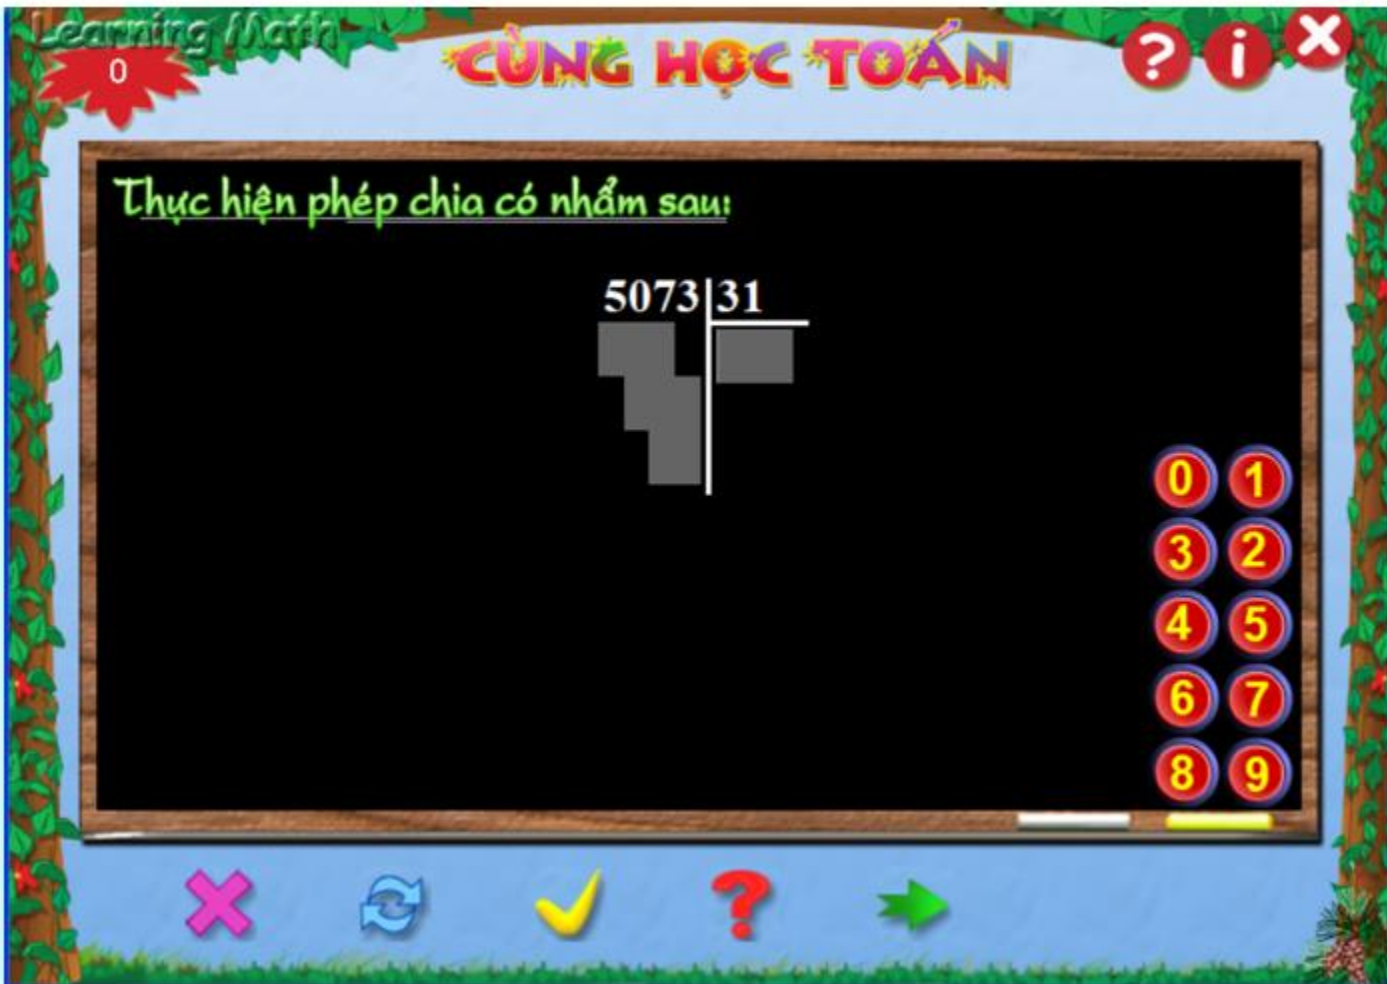 Learning Math
0
CÙNG HỌC TOÁN
? i X
Thực hiện phép chia có nhẩm sau:
5073 31
0 1
3 2
4 5
6 7
8 9
?